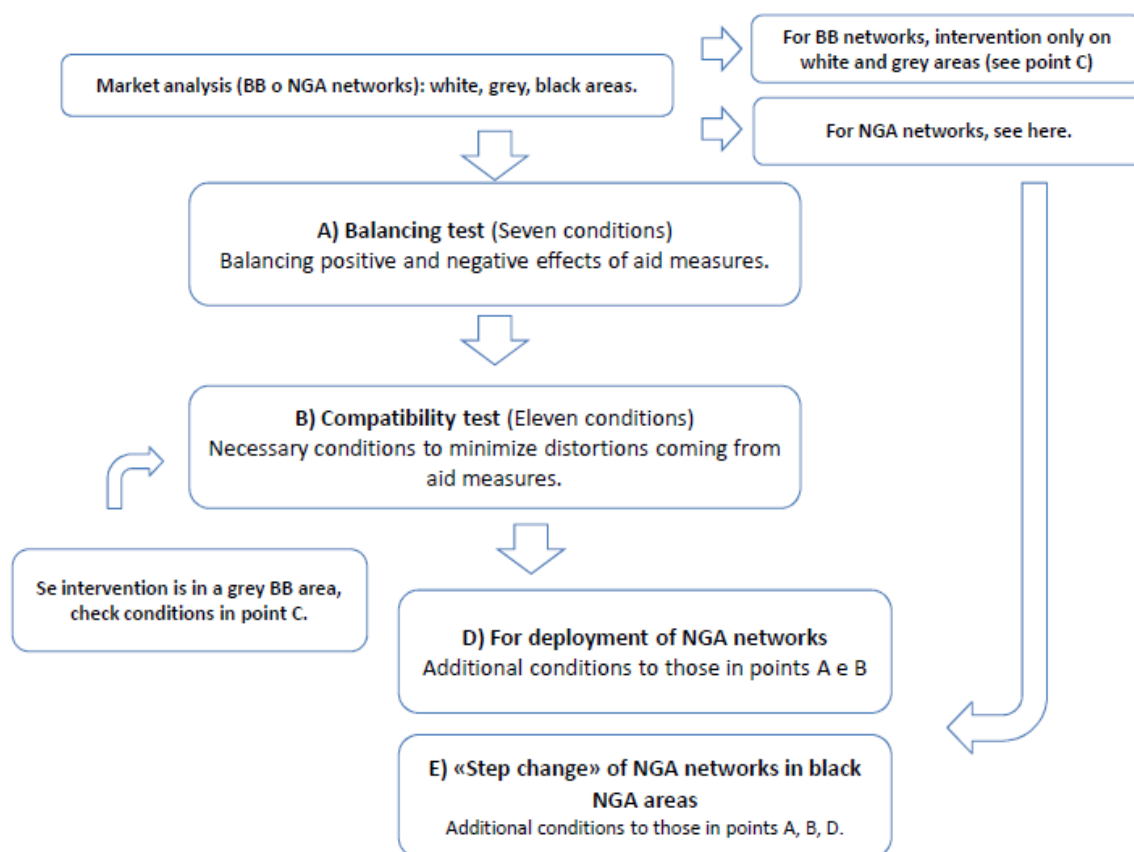 For BB networks, intervention only on
white and grey areas (see point C)
Market analysis (BB o NGA networks): white, grey, black areas.
For NGA networks, see here.
A) Balancing test (Seven conditions)
Balancing positive and negative effects of aid measures.
B) Compatibility test (Eleven conditions)
Necessary conditions to minimize distortions coming from
aid measures.
Se intervention is in a grey BB area,
check conditions in point C.
D) For deployment of NGA networks
Additional conditions to those in points A e B
E) «Step change» of NGA networks in black
NGA areas
Additional conditions to those in points A, B, D.